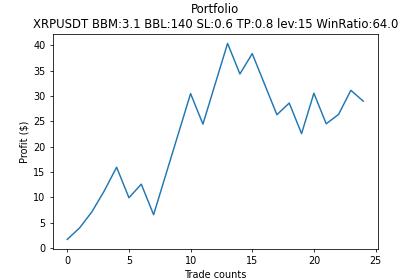 Portfolio
XRPUSDT BBM:3.1 BBL:140 SL:0.6 TP:0.8 lev:15 WinRatio:64.0
40
35
30
25
20
15
10
5
0
Profit ($)
0 5 10 15 20 25
Trade counts